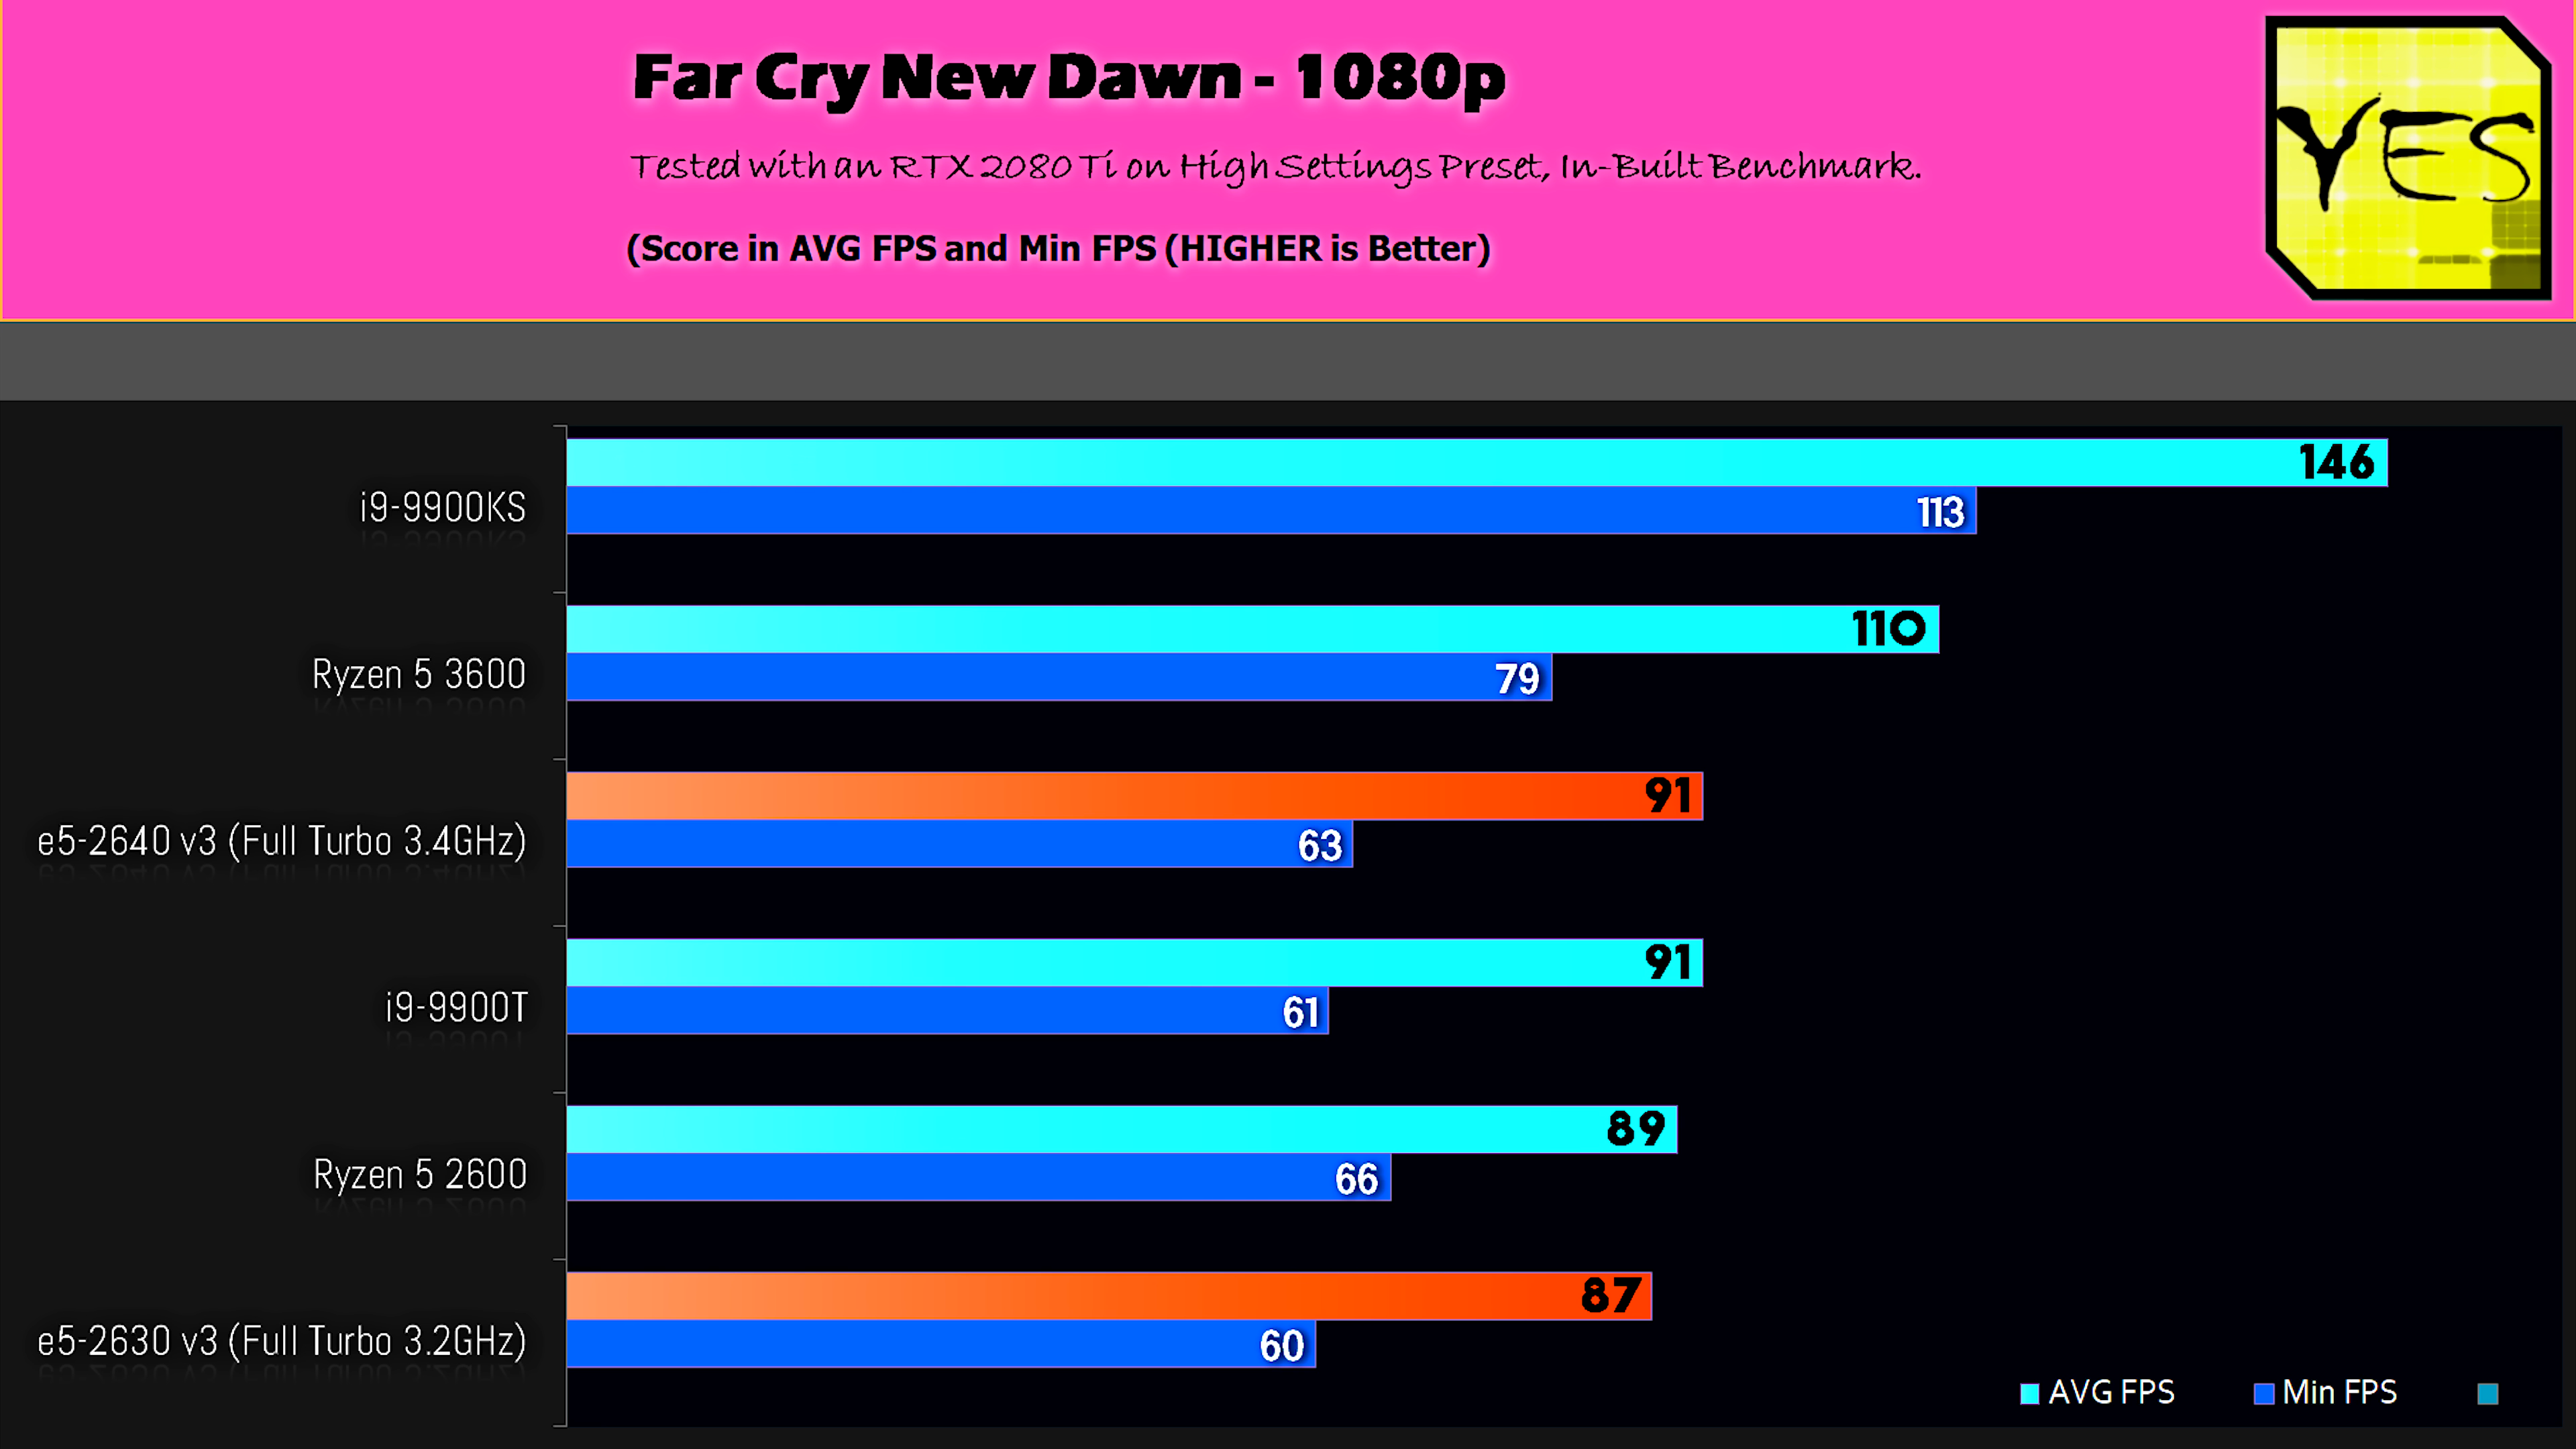 Far Cry New Dawn - 1080p
Tested with an RTX 2080 Ti on High Settings Preset, In-Built Benchmark.
(Score in AVG FPS and Min FPS (HIGHER is Better)
YES
i9-9900KS
146
113
Ryzen 5 3600
110
79
e5-2640 v3 (Full Turbo 3.4GHz)
91
63
i9-9900T
91
61
Ryzen 5 2600
89
66
e5-2630 v3 (Full Turbo 3.2GHz)
87
60
AVG FPS Min FPS